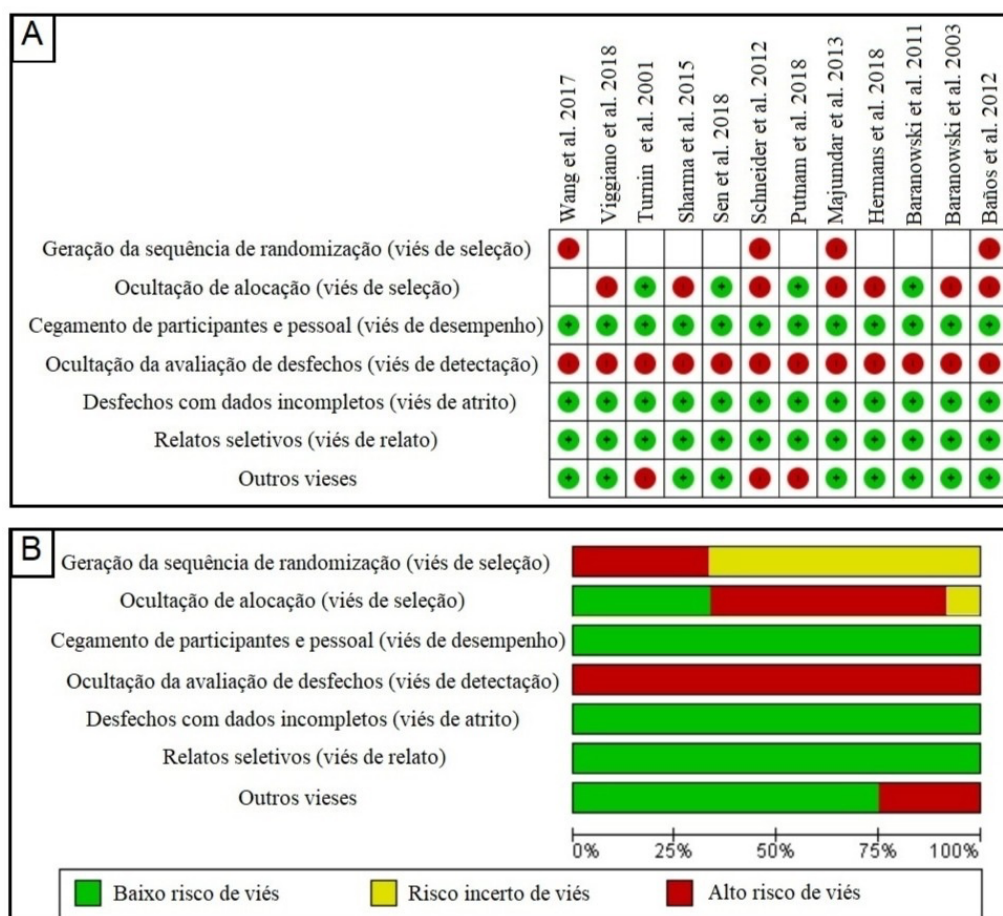 A
Wang et al. 2017
Viggiano et al. 2018
Turnin et al. 2001
Sharma et al. 2015
Sen et al. 2018
Schneider et al. 2012
Putnam et al. 2018
Majumdar et al. 2013
Hermans et al. 2018
Baranowski et al. 2011
Baranowski et al. 2003
Baños et al. 2012
Geração da sequência de randomização (viés de seleção)
Ocultação de alocação (viés de seleção)
Cegamento de participantes e pessoal (viés de desempenho)
Ocultação da avaliação de desfechos (viés de detectação)
Desfechos com dados incompletos (viés de atrito)
Relatos seletivos (viés de relato)
Outros vieses
B
Geração da sequência de randomização (viés de seleção)
Ocultação de alocação (viés de seleção)
Cegamento de participantes e pessoal (viés de desempenho)
Ocultação da avaliação de desfechos (viés de detectação)
Desfechos com dados incompletos (viés de atrito)
Relatos seletivos (viés de relato)
Outros vieses
0% 25% 50% 75% 100%
Baixo risco de viés Risco incerto de viés Alto risco de viés